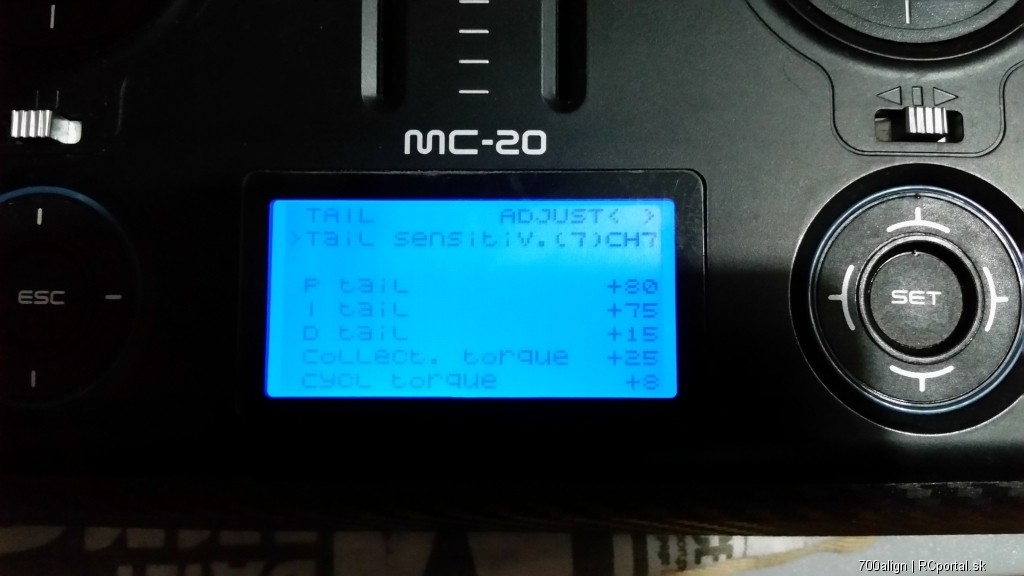 MC-20
TAIL ADJUST< >
>Tail sensitiv.(7)CH7
P tail +80
I tail +75
D tail +15
Collect. torque +25
Cycl torque +8
ESC
SET
700align | RCportal.sk